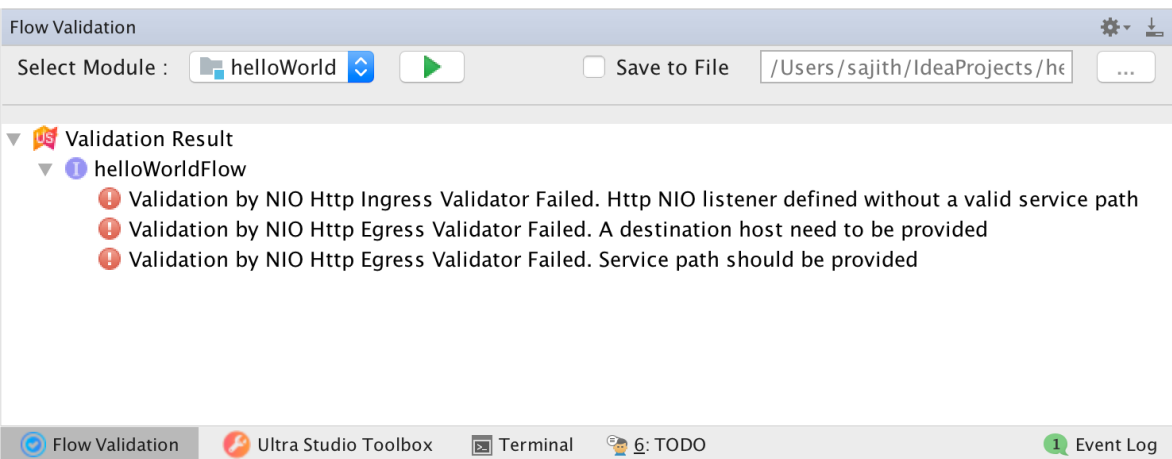 Flow Validation
Select Module : helloWorld Save to File /Users/sajith/IdeaProjects/he ...
US Validation Result
I helloWorldFlow
! Validation by NIO Http Ingress Validator Failed. Http NIO listener defined without a valid service path
! Validation by NIO Http Egress Validator Failed. A destination host need to be provided
! Validation by NIO Http Egress Validator Failed. Service path should be provided
Flow Validation Ultra Studio Toolbox Terminal 6: TODO 1 Event Log